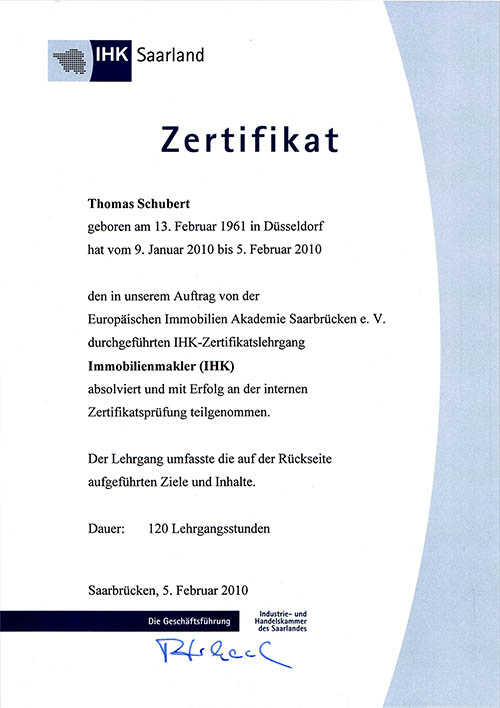 IHK Saarland
Zertifikat
Thomas Schubert
geboren am 13. Februar 1961 in Düsseldorf
hat vom 9. Januar 2010 bis 5. Februar 2010
den in unserem Auftrag von der
Europäischen Immobilien Akademie Saarbrücken e. V.
durchgeführten IHK-Zertifikatslehrgang
Immobilienmakler (IHK)
absolviert und mit Erfolg an der internen
Zertifikatsprüfung teilgenommen.
Der Lehrgang umfasste die auf der Rückseite
aufgeführten Ziele und Inhalte.
Dauer: 120 Lehrgangsstunden
Saarbrücken, 5. Februar 2010
Die Geschäftsführung
Industrie- und
Handelskammer
des Saarlandes